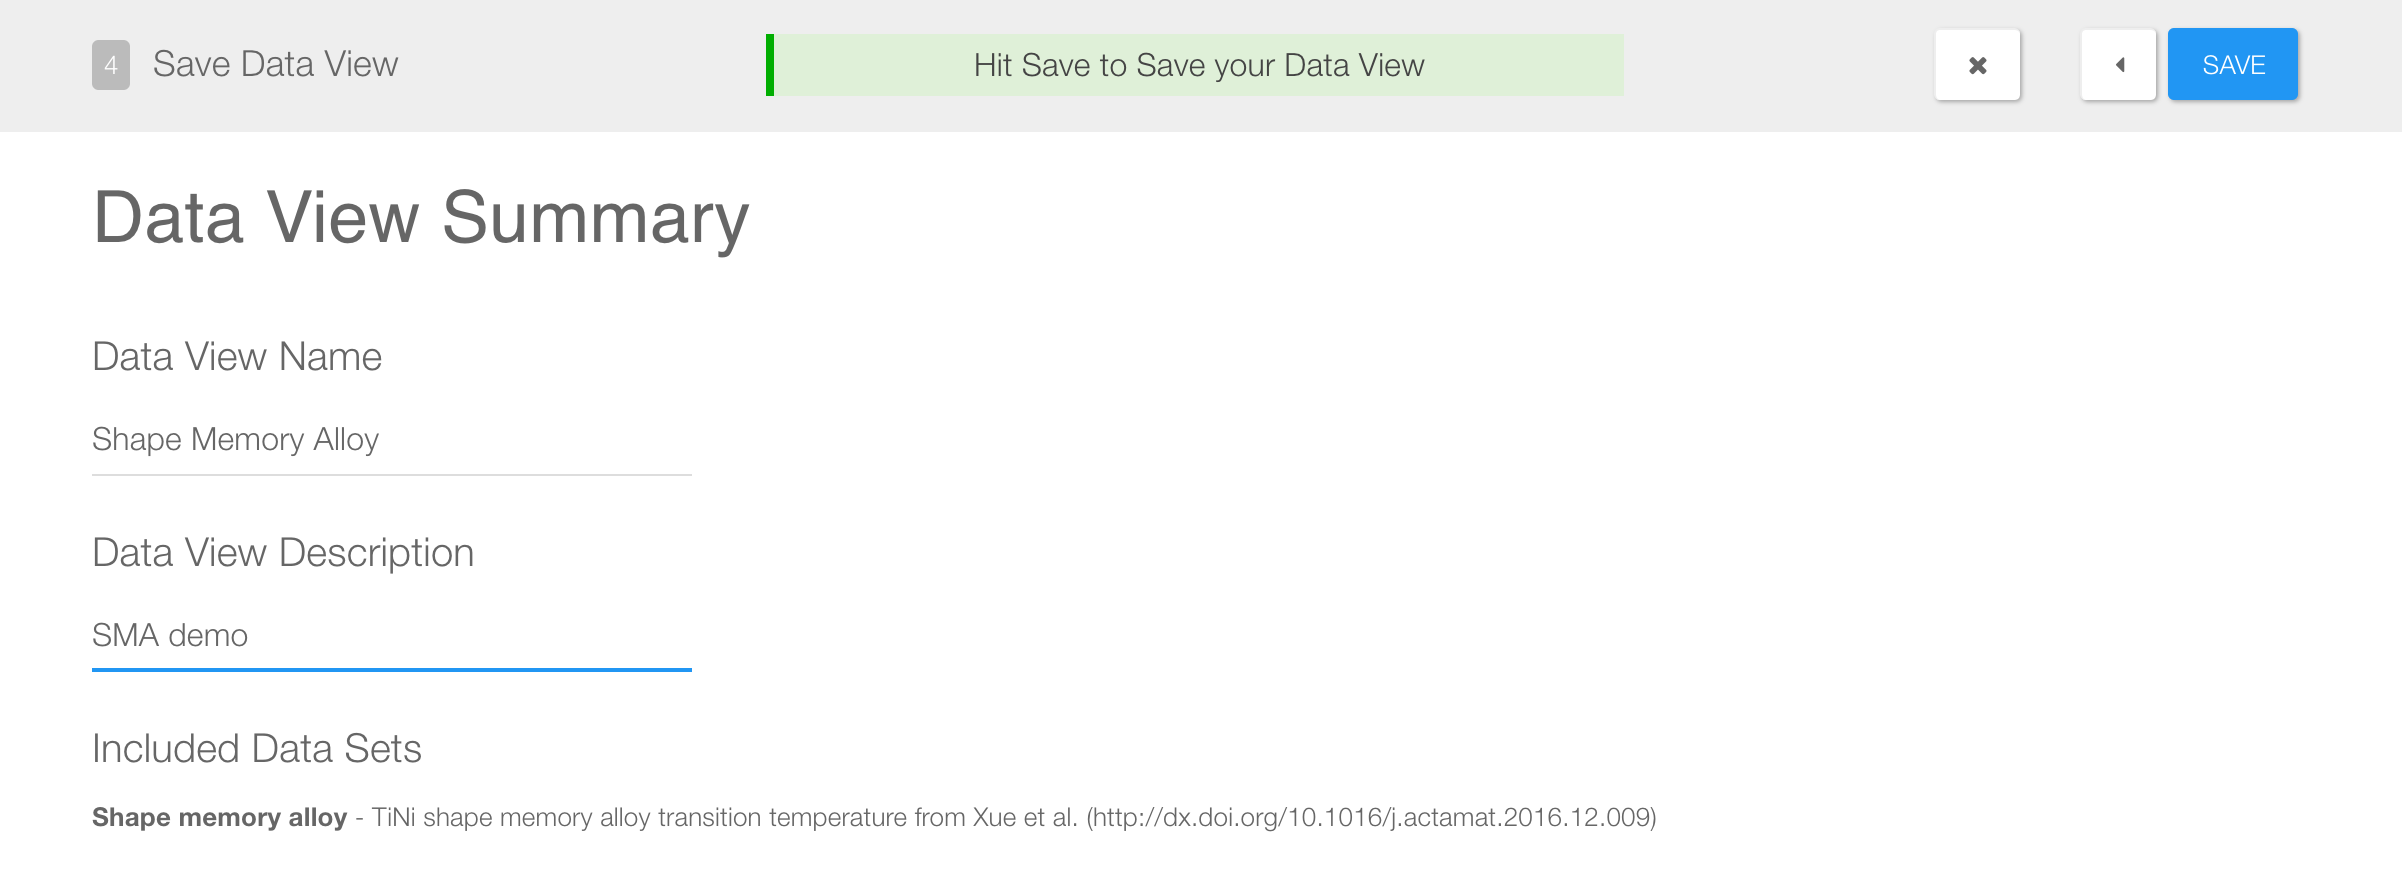 4 Save Data View
Hit Save to Save your Data View
SAVE
Data View Summary
Data View Name
Shape Memory Alloy
Data View Description
SMA demo
Included Data Sets
Shape memory alloy - TiNi shape memory alloy transition temperature from Xue et al. (http://dx.doi.org/10.1016/j.actamat.2016.12.009)